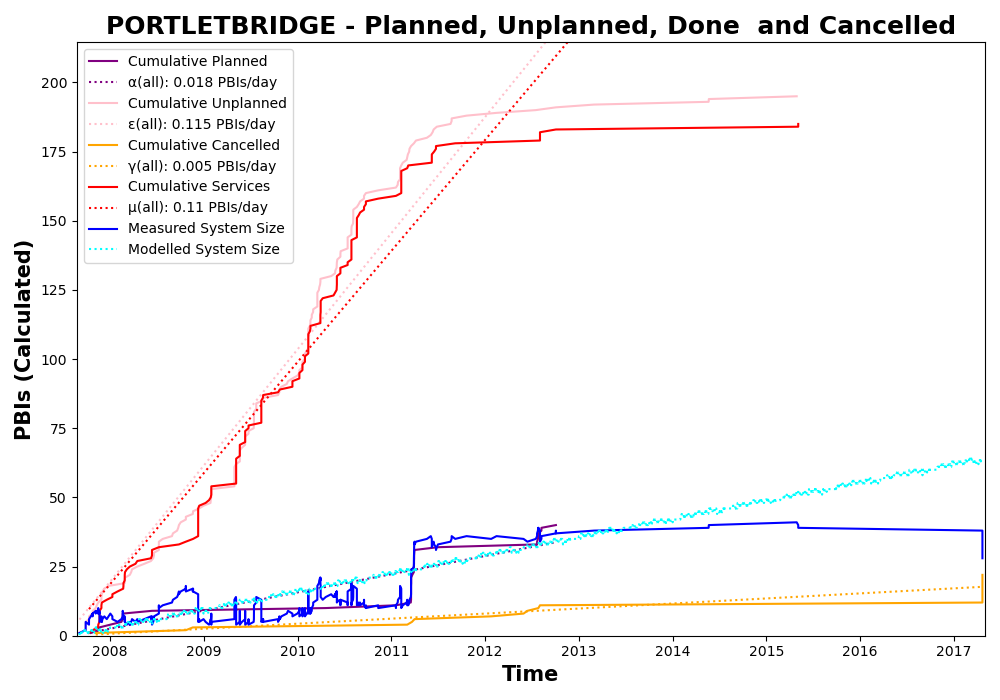 PORTLETBRIDGE - Planned, Unplanned, Done  and Cancelled
PBIs (Calculated)
200
175
150
125
100
75
50
25
0
Cumulative Planned
α(all): 0.018 PBIs/day
Cumulative Unplanned
ε(all): 0.115 PBIs/day
Cumulative Cancelled
γ(all): 0.005 PBIs/day
Cumulative Services
μ(all): 0.11 PBIs/day
Measured System Size
Modelled System Size
2008 2009 2010 2011 2012 2013 2014 2015 2016 2017
Time